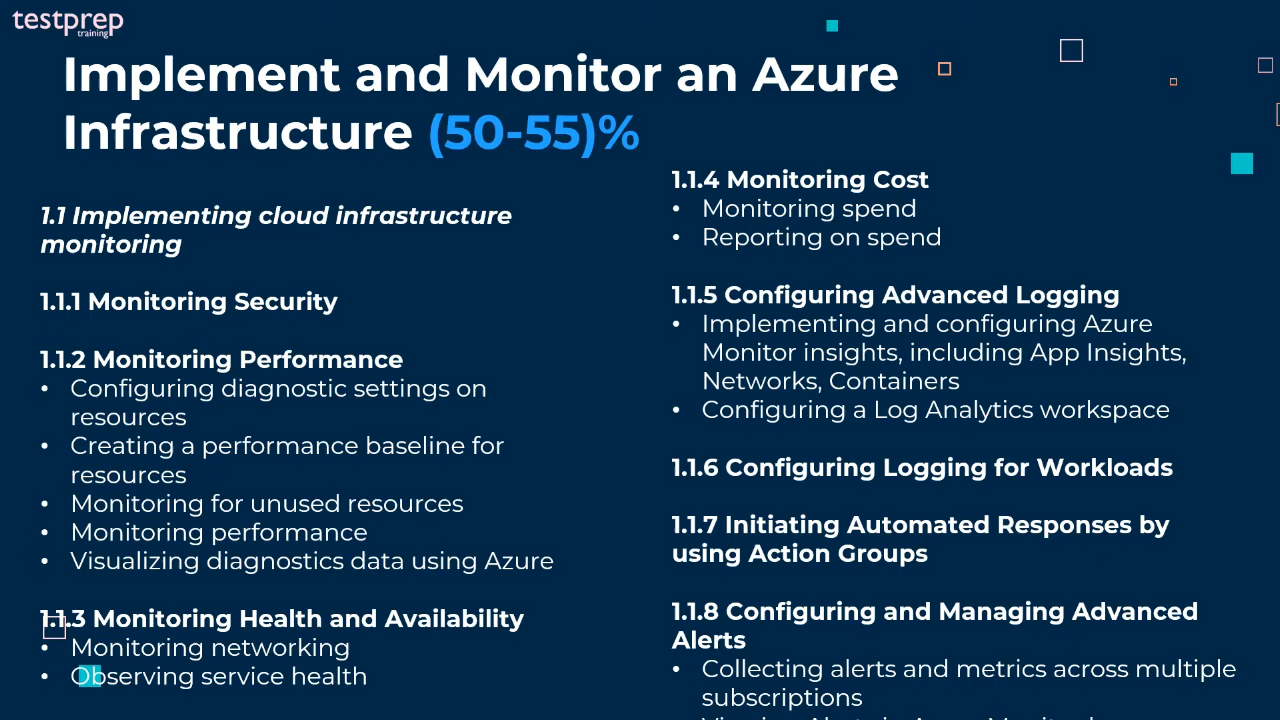 testprep
training
Implement and Monitor an Azure
Infrastructure (50-55)%
1.1 Implementing cloud infrastructure
monitoring
1.1.1 Monitoring Security
1.1.2 Monitoring Performance
• Configuring diagnostic settings on
resources
• Creating a performance baseline for
resources
• Monitoring for unused resources
• Monitoring performance
• Visualizing diagnostics data using Azure
1.1.3 Monitoring Health and Availability
• Monitoring networking
• Observing service health
1.1.4 Monitoring Cost
• Monitoring spend
• Reporting on spend
1.1.5 Configuring Advanced Logging
• Implementing and configuring Azure
Monitor insights, including App Insights,
Networks, Containers
• Configuring a Log Analytics workspace
1.1.6 Configuring Logging for Workloads
1.1.7 Initiating Automated Responses by
using Action Groups
1.1.8 Configuring and Managing Advanced
Alerts
• Collecting alerts and metrics across multiple
subscriptions